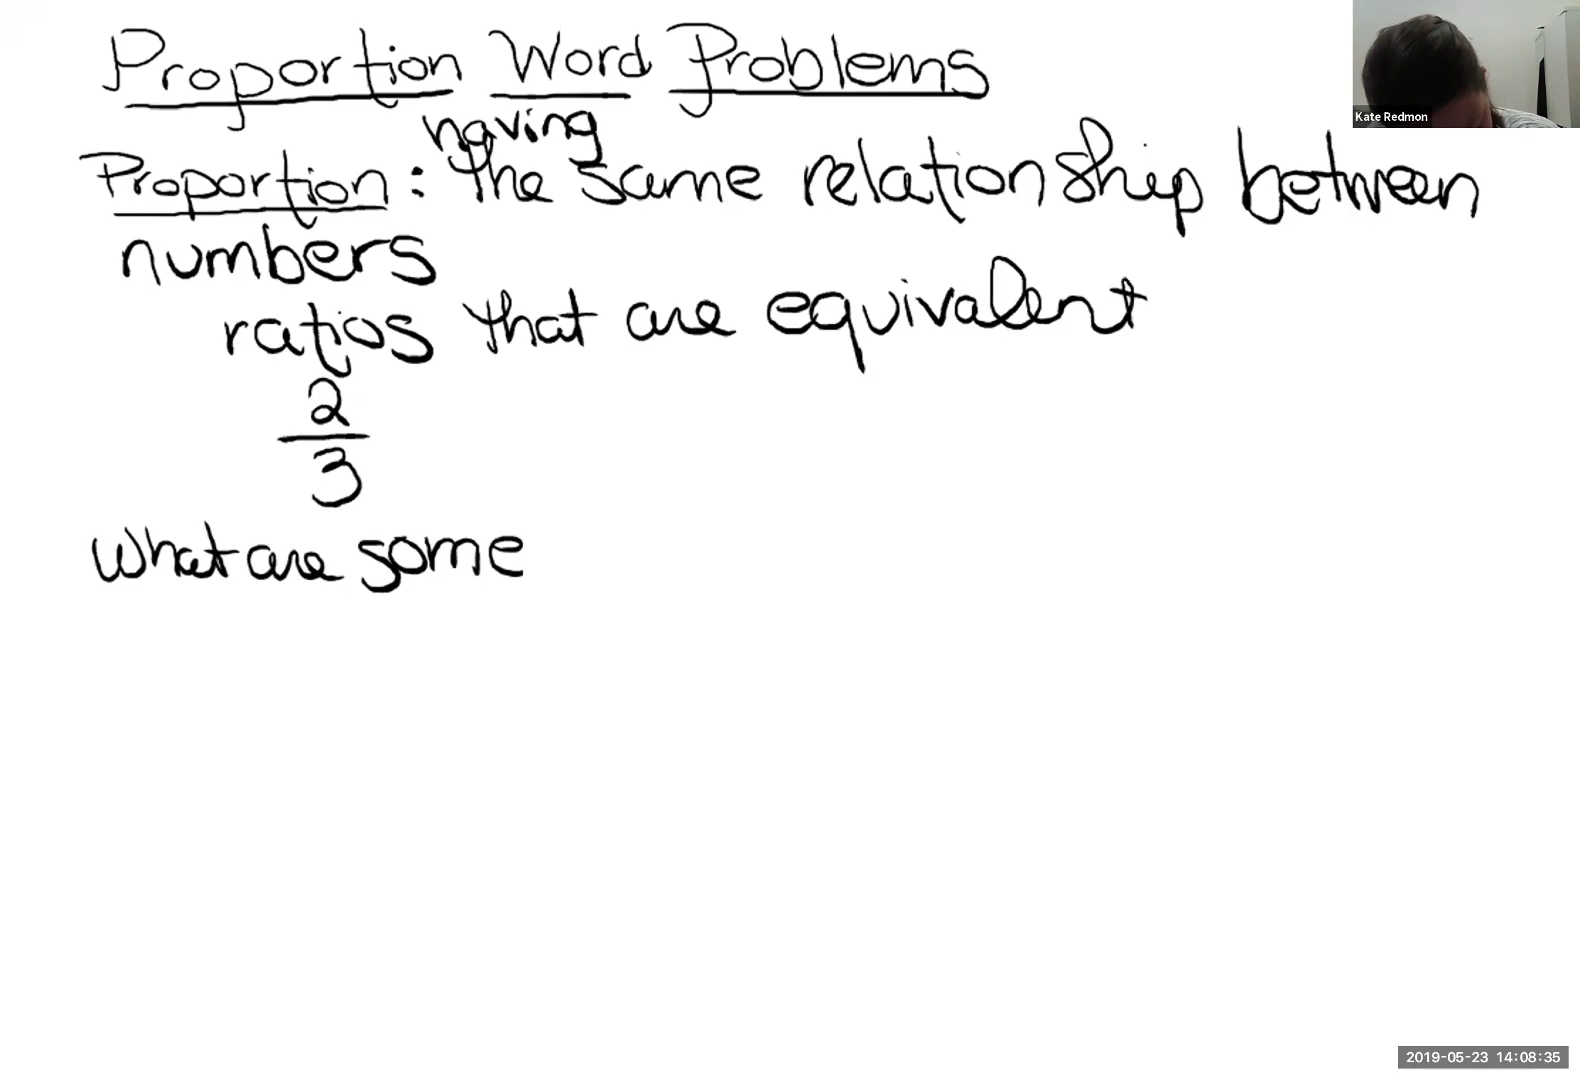 Proportion Word Problems
having
Proportion: the same relationship between
numbers
ratios that are equivalent
2
3
What are some
Kate Redmon
2019-05-23 14:08:35